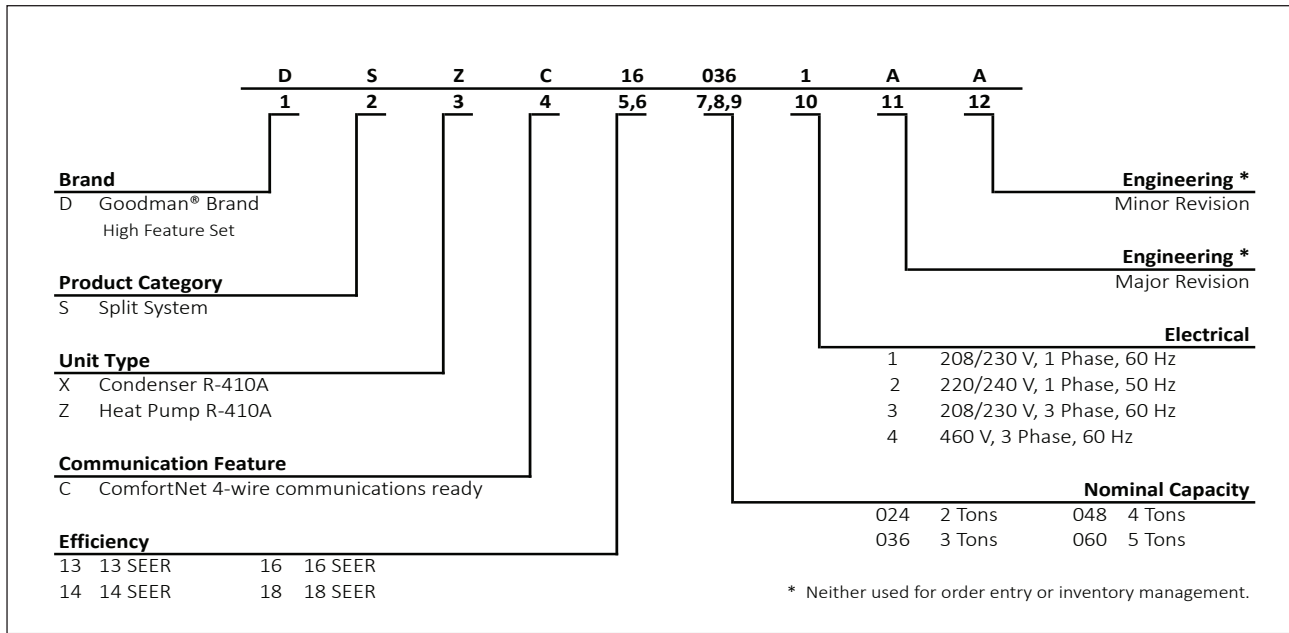 D S Z C 16 036 1 A A
1 2 3 4 5,6 7,8,9 10 11 12
Brand
D Goodman® Brand
High Feature Set
Product Category
S Split System
Unit Type
X Condenser R-410A
Z Heat Pump R-410A
Communication Feature
C ComfortNet 4-wire communications ready
Efficiency
13 13 SEER 16 16 SEER
14 14 SEER 18 18 SEER
Engineering *
Minor Revision
Engineering *
Major Revision
Electrical
1 208/230 V, 1 Phase, 60 Hz
2 220/240 V, 1 Phase, 50 Hz
3 208/230 V, 3 Phase, 60 Hz
4 460 V, 3 Phase, 60 Hz
Nominal Capacity
024 2 Tons 048 4 Tons
036 3 Tons 060 5 Tons
* Neither used for order entry or inventory management.